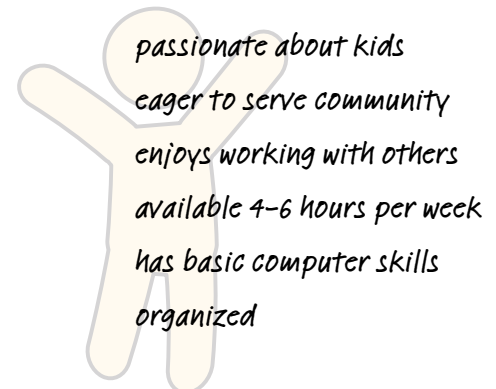 passionate about kids
eager to serve community
enjoys working with others
available 4-6 hours per week
has basic computer skills
organized